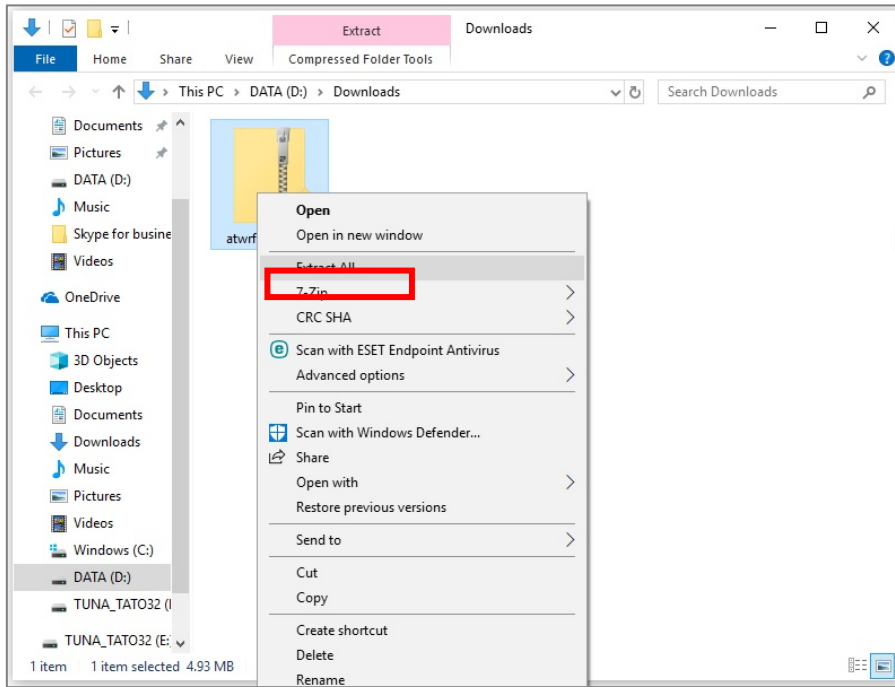 Extract
Downloads
File
Home
Share
View
Compressed Folder Tools
This PC > DATA (D:) > Downloads
Search Downloads
Documents
Pictures
DATA (D:)
Music
Skype for busine
Videos
OneDrive
This PC
3D Objects
Desktop
Documents
Downloads
Music
Pictures
Videos
Windows (C:)
DATA (D:)
TUNA_TATO32 (
TUNA_TATO32 (E:
atwrf
Open
Open in new window
Extract All
7-Zip
CRC SHA
Scan with ESET Endpoint Antivirus
Advanced options
Pin to Start
Scan with Windows Defender...
Share
Open with
Restore previous versions
Send to
Cut
Copy
Create shortcut
Delete
Rename
1 item
1 item selected 4.93 MB